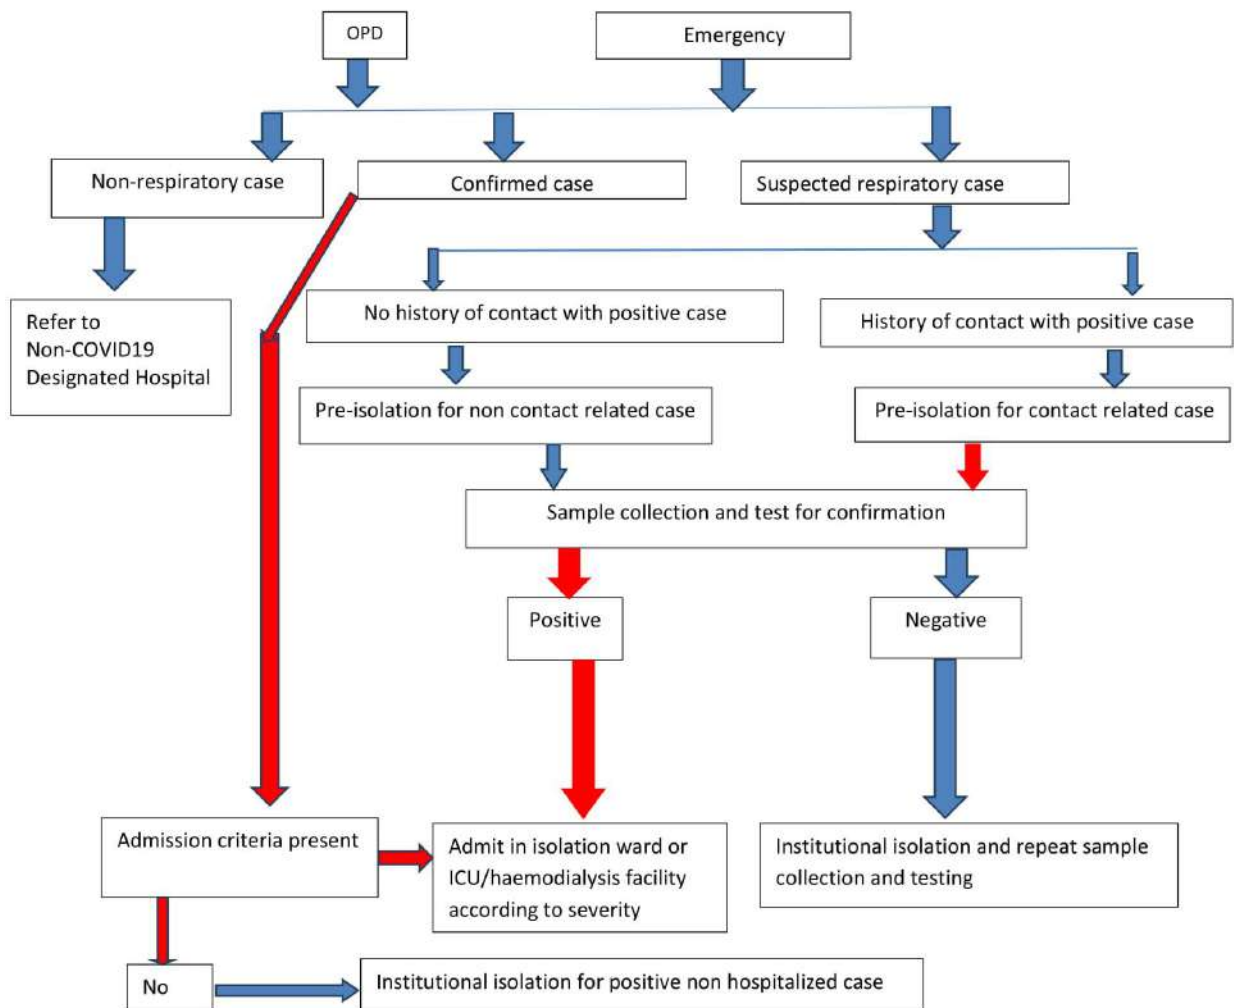 OPD
Emergency
Non-respiratory case
Confirmed case
Suspected respiratory case
Refer to
Non-COVID19
Designated Hospital
No history of contact with positive case
History of contact with positive case
Pre-isolation for non contact related case
Pre-isolation for contact related case
Sample collection and test for confirmation
Positive
Negative
Admission criteria present
Admit in isolation ward or
ICU/haemodialysis facility
according to severity
Institutional isolation and repeat sample
collection and testing
No
Institutional isolation for positive non hospitalized case